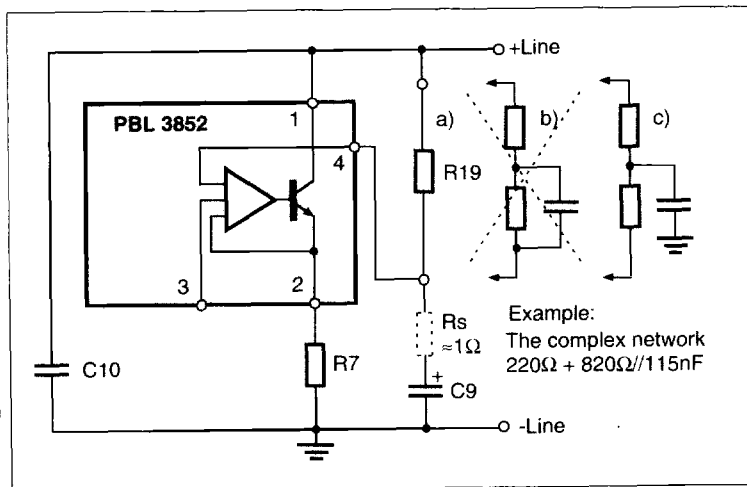 +Line
PBL 3852
1
4
a)
b)
c)
R19
3
2
Rs
≈1Ω
Example:
The complex network
220Ω + 820Ω//115nF
C10
R7
+
C9
-Line